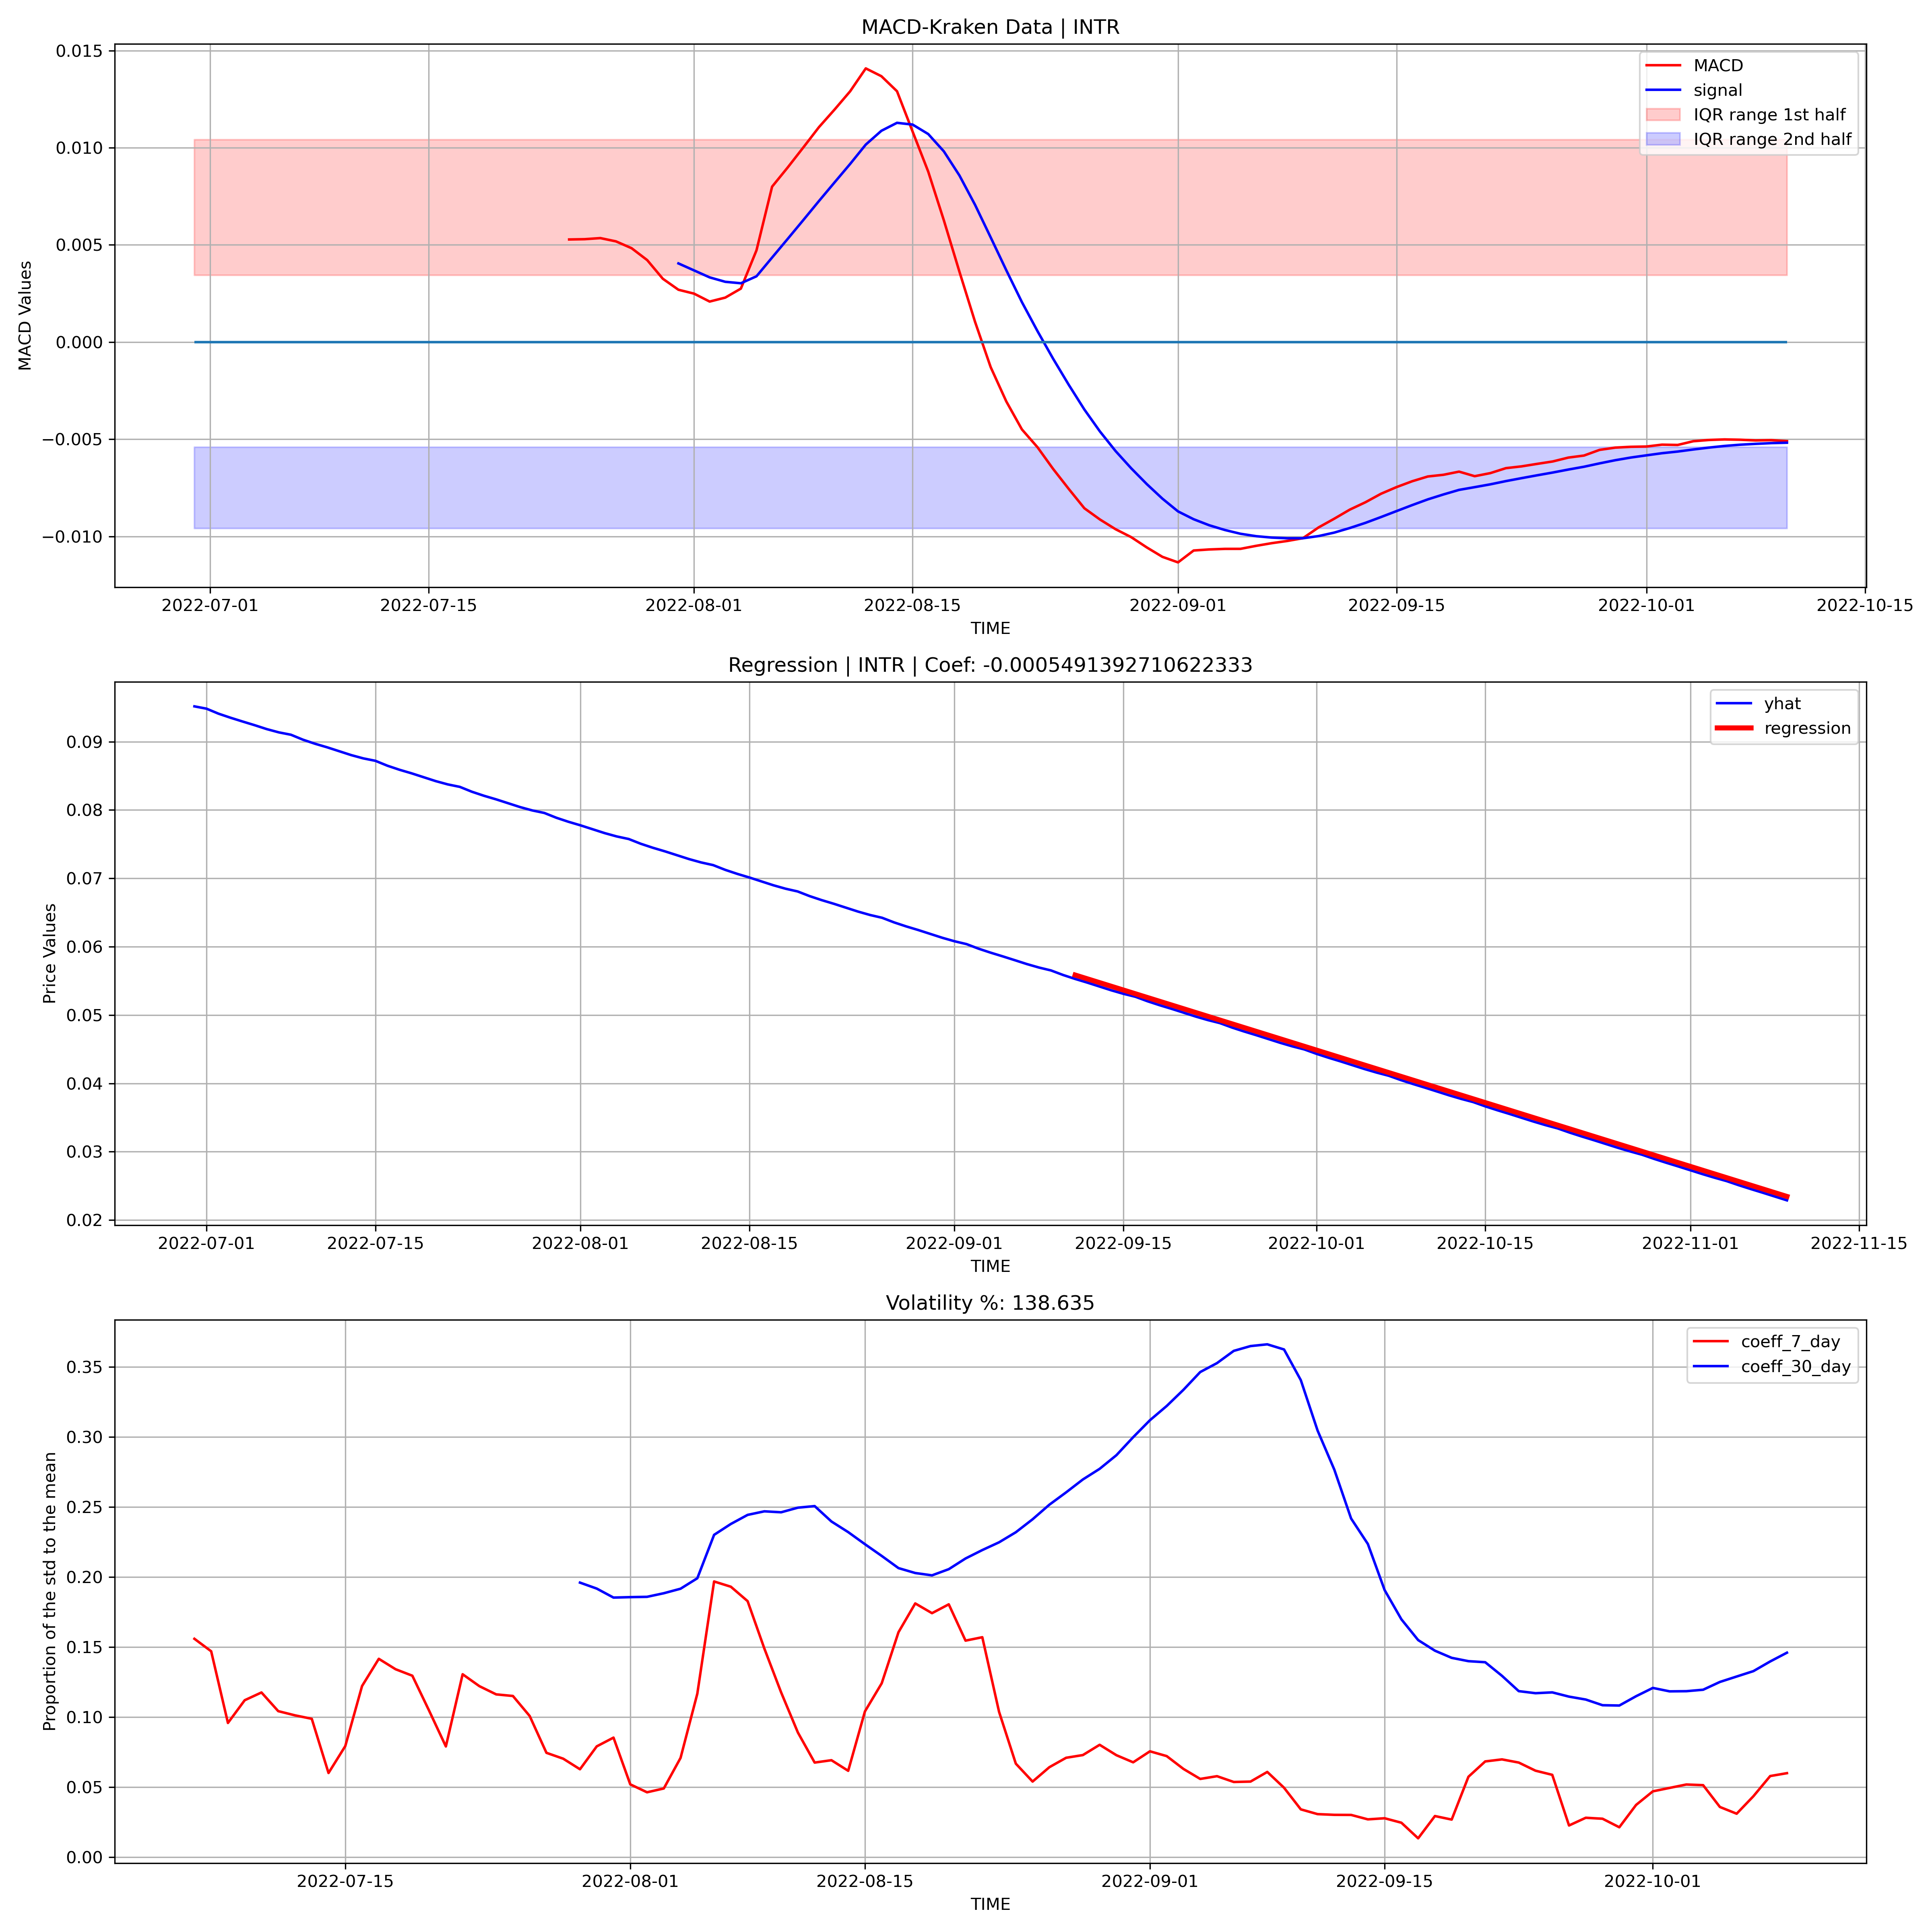 MACD-Kraken Data | INTR
0.015
0.010
0.005
0.000
−0.005
−0.010
MACD Values
MACD
signal
IQR range 1st half
IQR range 2nd half
2022-07-01 2022-07-15 2022-08-01 2022-08-15 2022-09-01 2022-09-15 2022-10-01 2022-10-15
TIME
Regression | INTR | Coef: -0.0005491392710622333
0.09
0.08
0.07
0.06
0.05
0.04
0.03
0.02
Price Values
yhat
regression
2022-07-01 2022-07-15 2022-08-01 2022-08-15 2022-09-01 2022-09-15 2022-10-01 2022-10-15 2022-11-01 2022-11-15
TIME
Volatility %: 138.635
0.35
0.30
0.25
0.20
0.15
0.10
0.05
0.00
Proportion of the std to the mean
coeff_7_day
coeff_30_day
2022-07-15 2022-08-01 2022-08-15 2022-09-01 2022-09-15 2022-10-01
TIME